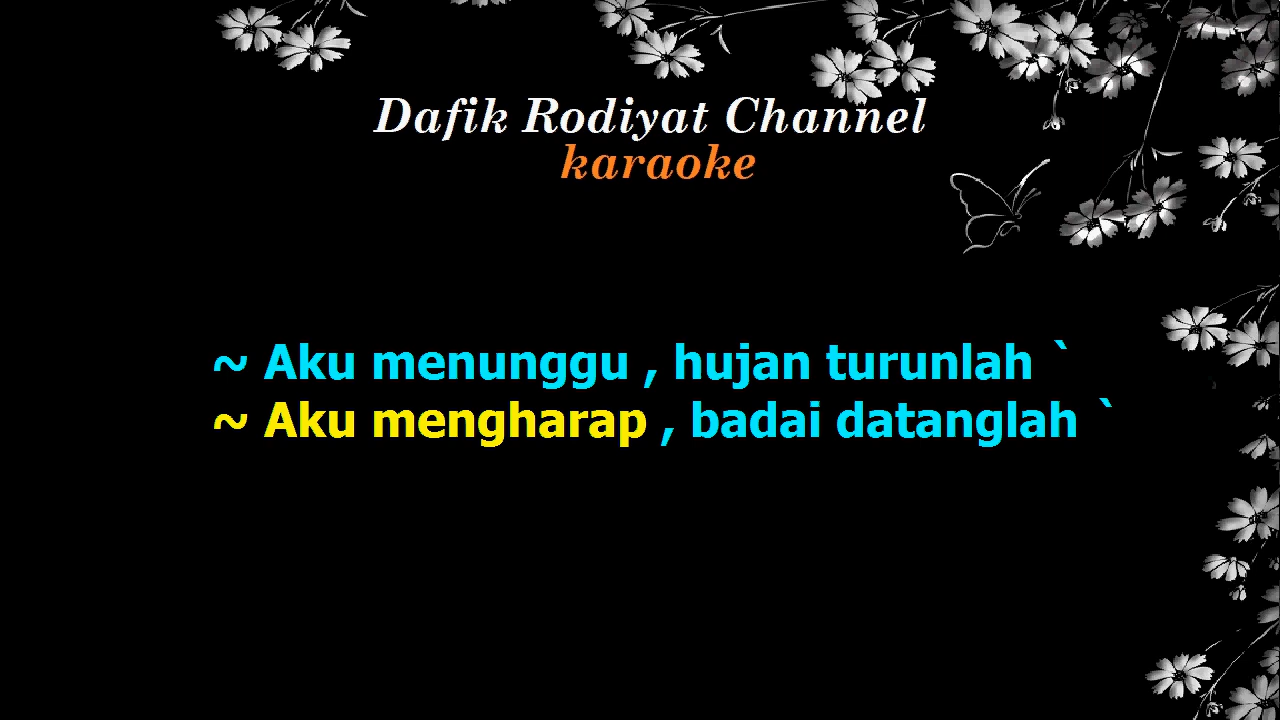 Dafik Rodiyat Channel
karaoke
~ Aku menunggu , hujan turunlah `
~ Aku mengharap , badai datanglah `